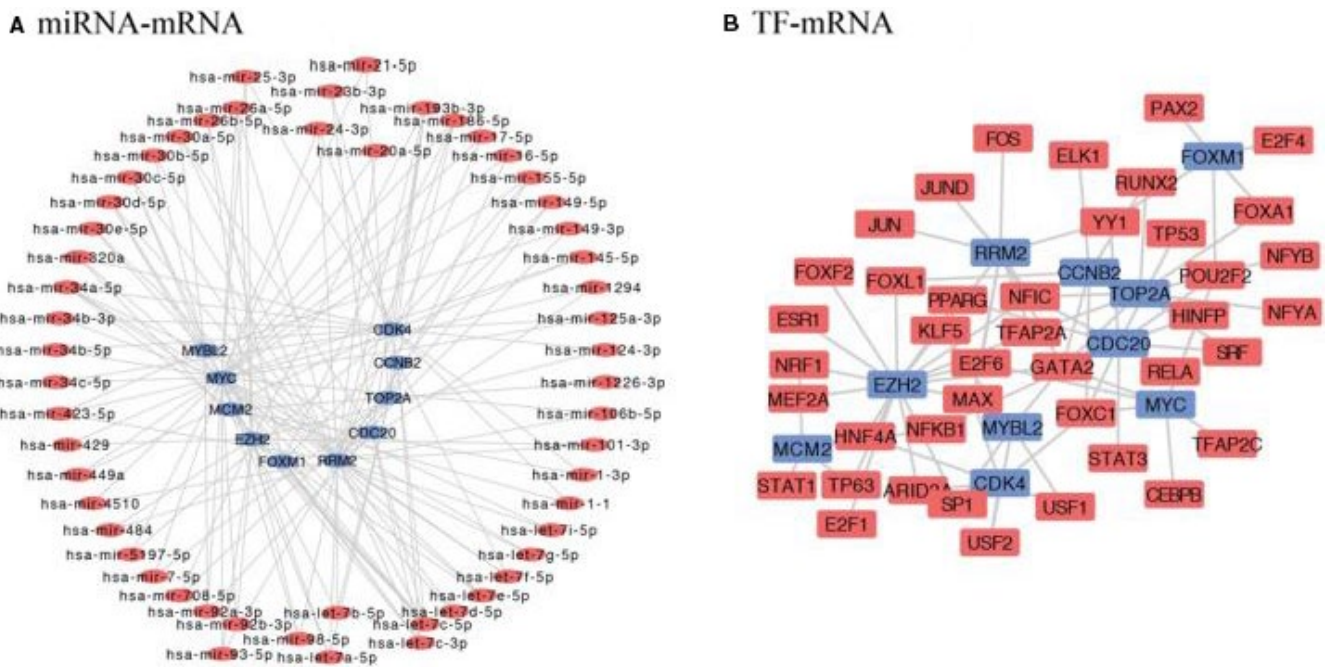 A miRNA-mRNA
hsa-mir-21-5p
hsa-mir-25-3p
hsa-mir-23b-3p
hsa-mir-26a-5p
hsa-mir-193b-3p
hsa-mir-26b-5p
hsa-mir-24-3p
hsa-mir-186-5p
hsa-mir-30a-5p
hsa-mir-17-5p
hsa-mir-30b-5p
hsa-mir-20a-5p
hsa-mir-16-5p
hsa-mir-30c-5p
hsa-mir-155-5p
hsa-mir-30d-5p
hsa-mir-149-5p
hsa-mir-30e-5p
hsa-mir-149-3p
hsa-mir-320a
hsa-mir-145-5p
hsa-mir-34a-5p
hsa-mir-1294
hsa-mir-34b-3p
hsa-mir-125a-3p
hsa-mir-34b-5p
hsa-mir-124-3p
hsa-mir-34c-5p
hsa-mir-1226-3p
hsa-mir-423-5p
hsa-mir-106b-5p
hsa-mir-429
hsa-mir-101-3p
hsa-mir-449a
hsa-mir-1-3p
hsa-mir-4510
hsa-mir-1-1
hsa-mir-484
hsa-let-7i-5p
hsa-mir-5197-5p
hsa-let-7g-5p
hsa-mir-7-5p
hsa-let-7f-5p
hsa-mir-708-5p
hsa-let-7e-5p
hsa-mir-92a-3p
hsa-let-7b-5p
hsa-let-7d-5p
hsa-mir-92b-3p
hsa-let-7c-5p
hsa-mir-98-5p
hsa-let-7c-3p
hsa-mir-93-5p
hsa-let-7a-5p
CDK4
MYBL2
CCNB2
MYC
TOP2A
MCM2
CDC20
EZH2
FOXM1
RRM2
B TF-mRNA
PAX2
FOS
E2F4
ELK1
FOXM1
JUND
RUNX2
JUN
YY1
FOXA1
TP53
RRM2
NFYB
FOXF2
FOXL1
CCNB2
POU2F2
PPARG
NFIC
TOP2A
ESR1
KLF5
TFAP2A
HINFP
NFYA
CDC20
SRF
NRF1
E2F6
GATA2
RELA
EZH2
MEF2A
MAX
FOXC1
MYC
HNF4A
NFKB1
MYBL2
MCM2
TFAP2C
STAT3
STAT1
TP63
CDK4
SP1
USF1
CEBPB
E2F1
USF2